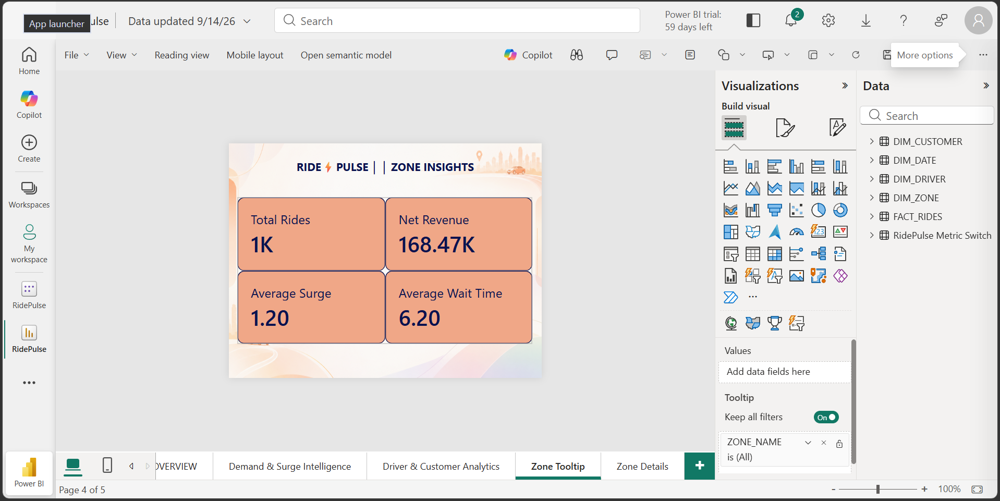 App launcher
ulse
Data updated 9/14/26
Search
Power BI trial:
59 days left
2
File
View
Reading view
Mobile layout
Open semantic model
Copilot
More options
Home
Copilot
Create
Workspaces
My
workspace
RidePulse
RidePulse
Power BI
RIDE⚡PULSE | | ZONE INSIGHTS
Total Rides
1K
Net Revenue
168.47K
Average Surge
1.20
Average Wait Time
6.20
Visualizations
Build visual
123
Values
Add data fields here
Tooltip
Keep all filters
On
ZONE_NAME
is (All)
Data
Search
DIM_CUSTOMER
DIM_DATE
DIM_DRIVER
DIM_ZONE
FACT_RIDES
RidePulse Metric Switch
OVERVIEW
Demand & Surge Intelligence
Driver & Customer Analytics
Zone Tooltip
Zone Details
Page 4 of 5
100%